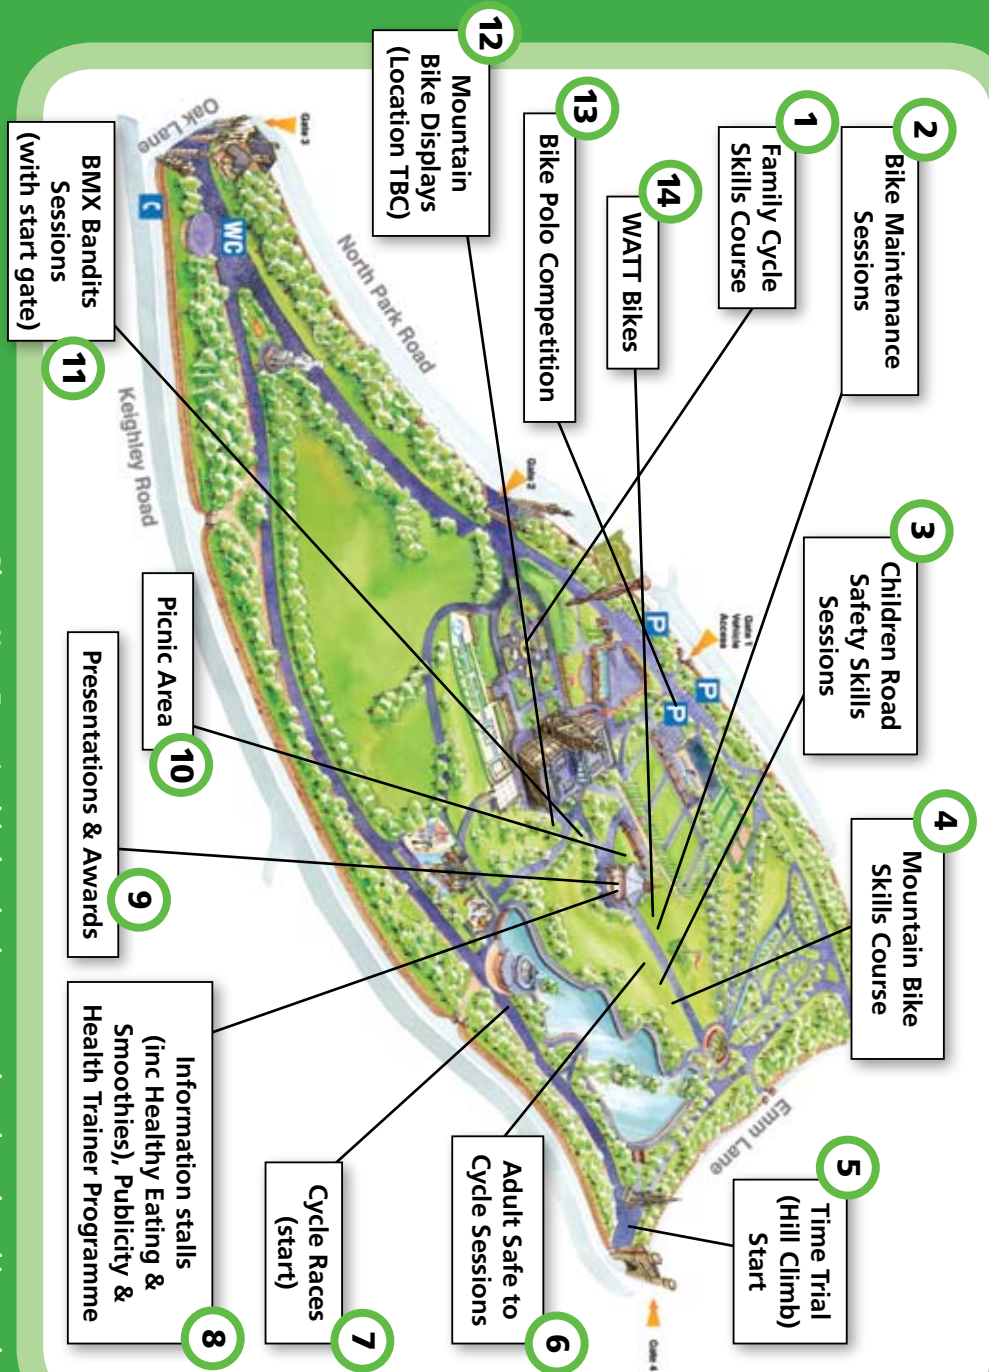 1
Family Cycle
Skills Course
2
Bike Maintenance
Sessions
3
Children Road
Safety Skills
Sessions
4
Mountain Bike
Skills Course
5
Time Trial
(Hill Climb)
Start
6
Adult Safe to
Cycle Sessions
7
Cycle Races
(start)
8
Information stalls
(inc Healthy Eating &
Smoothies), Publicity &
Health Trainer Programme
9
Presentations & Awards
10
Picnic Area
11
BMX Bandits
Sessions
(with start gate)
12
Mountain
Bike Displays
(Location TBC)
13
Bike Polo Competition
14
WATT Bikes
Gate 3
Oak Lane
WC
North Park Road
Keighley Road
Gate 2
Gate 1
Vehicle
Access
P
P
P
Emm Lane
Gate 4